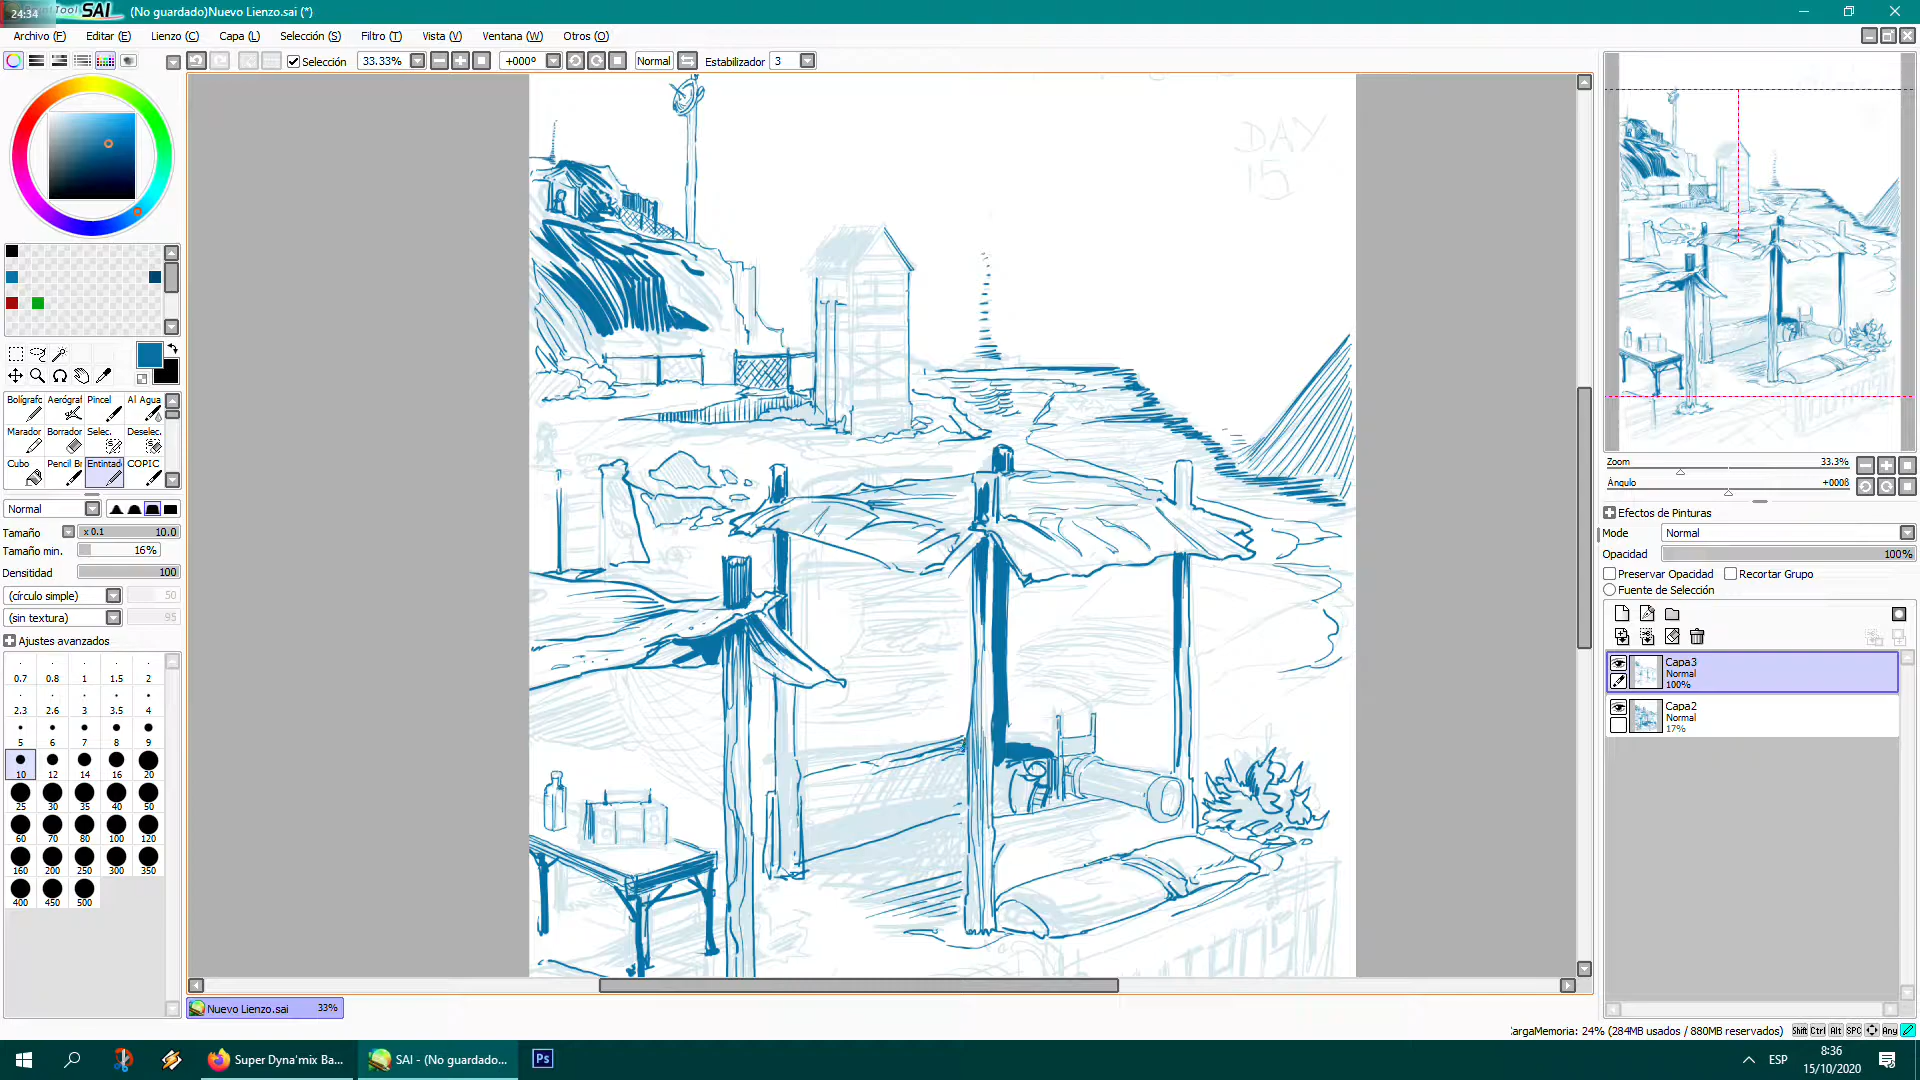 24:34
SAI
(No guardado)Nuevo Lienzo.sai (*)
Archivo (F)
Editar (E)
Lienzo (C)
Capa (L)
Selección (S)
Filtro (T)
Vista (V)
Ventana (W)
Otros (O)
Selección
33.33%
+000º
Normal
Estabilizador
3
DAY
15
Bolígrafc
Aerógraf
Pincel
Al Agua
Marador
Borrador
Selec.
Deselec.
Cubo
Pencil Br
Entintad
COPIC
Normal
Tamaño
x 0.1
10.0
Tamaño min.
16%
Densitidad
100
(círculo simple)
50
(sin textura)
95
Ajustes avanzados
0.7 0.8 1 1.5 2
2.3 2.6 3 3.5 4
5 6 7 8 9
10 12 14 16 20
25 30 35 40 50
60 70 80 100 120
160 200 250 300 350
400 450 500
Zoom
33.3%
Ángulo
+000ß
Efectos de Pinturas
Mode
Normal
Opacidad
100%
Preservar Opacidad
Recortar Grupo
Fuente de Selección
Capa3
Normal
100%
Capa2
Normal
17%
Nuevo Lienzo.sai
33%
argaMemoria: 24% (284MB usados / 880MB reservados)
Shift Ctrl Alt SPC Any
Super Dyna'mix Ba...
SAI - (No guardado...
Ps
ESP
8:36
15/10/2020